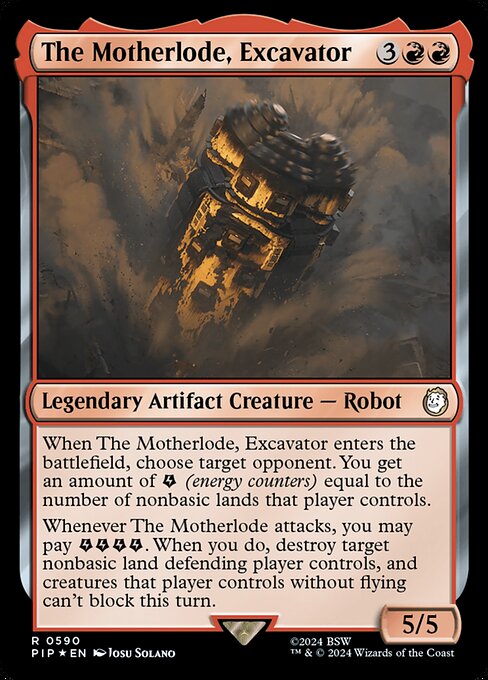 The Motherlode, Excavator 3
Legendary Artifact Creature — Robot
When The Motherlode, Excavator enters the
battlefield, choose target opponent. You get
an amount of (energy counters) equal to the
number of nonbasic lands that player controls.
Whenever The Motherlode attacks, you may
pay . When you do, destroy target
nonbasic land defending player controls, and
creatures that player controls without flying
can't block this turn.
5/5
R 0590
PIP ★ EN Josu Solano
©2024 BSW
™ & © 2024 Wizards of the Coast